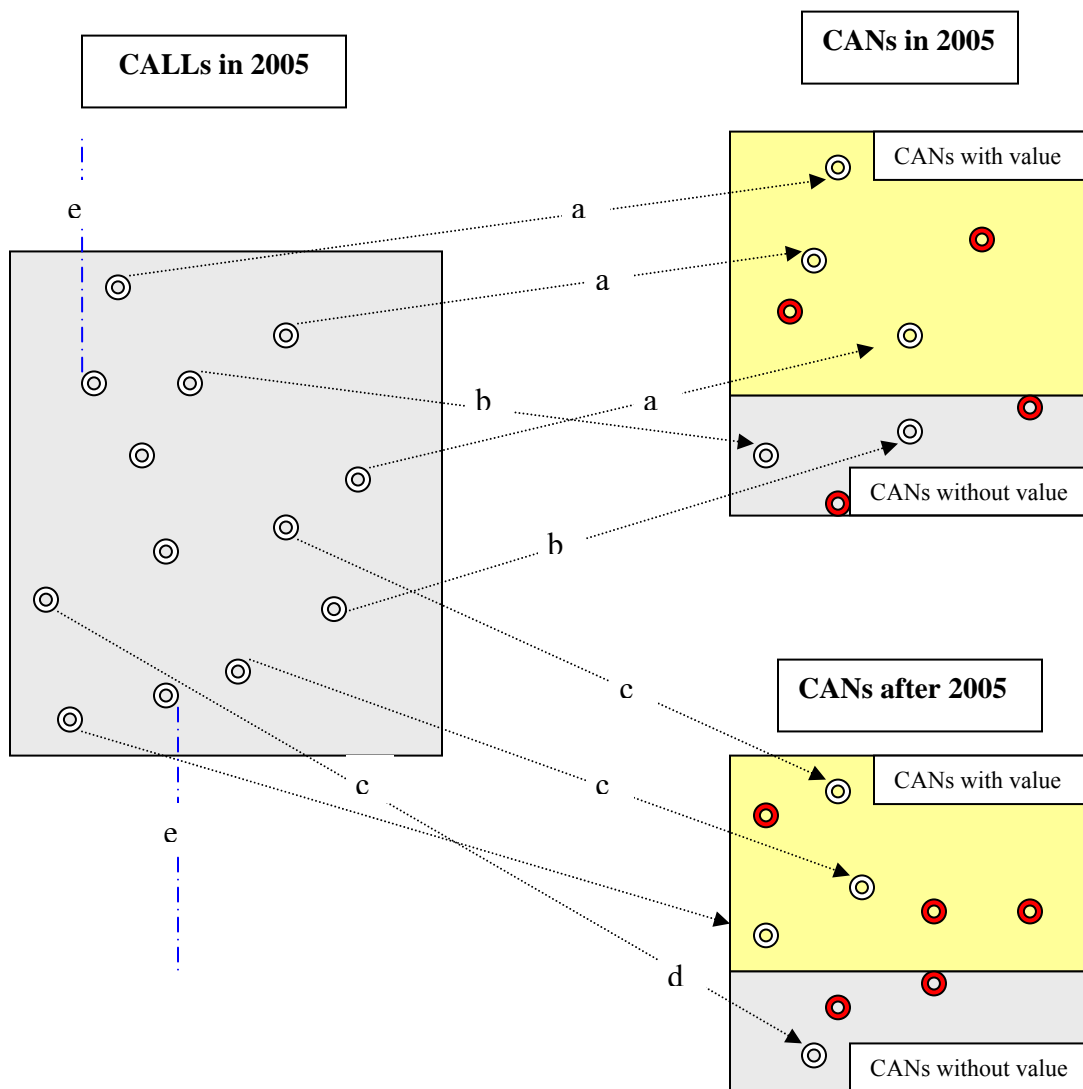 CALLs in 2005
CANs in 2005
CANs with value
e
a
a
b
a
CANs without value
b
CANs after 2005
c
CANs with value
c
c
e
d
CANs without value